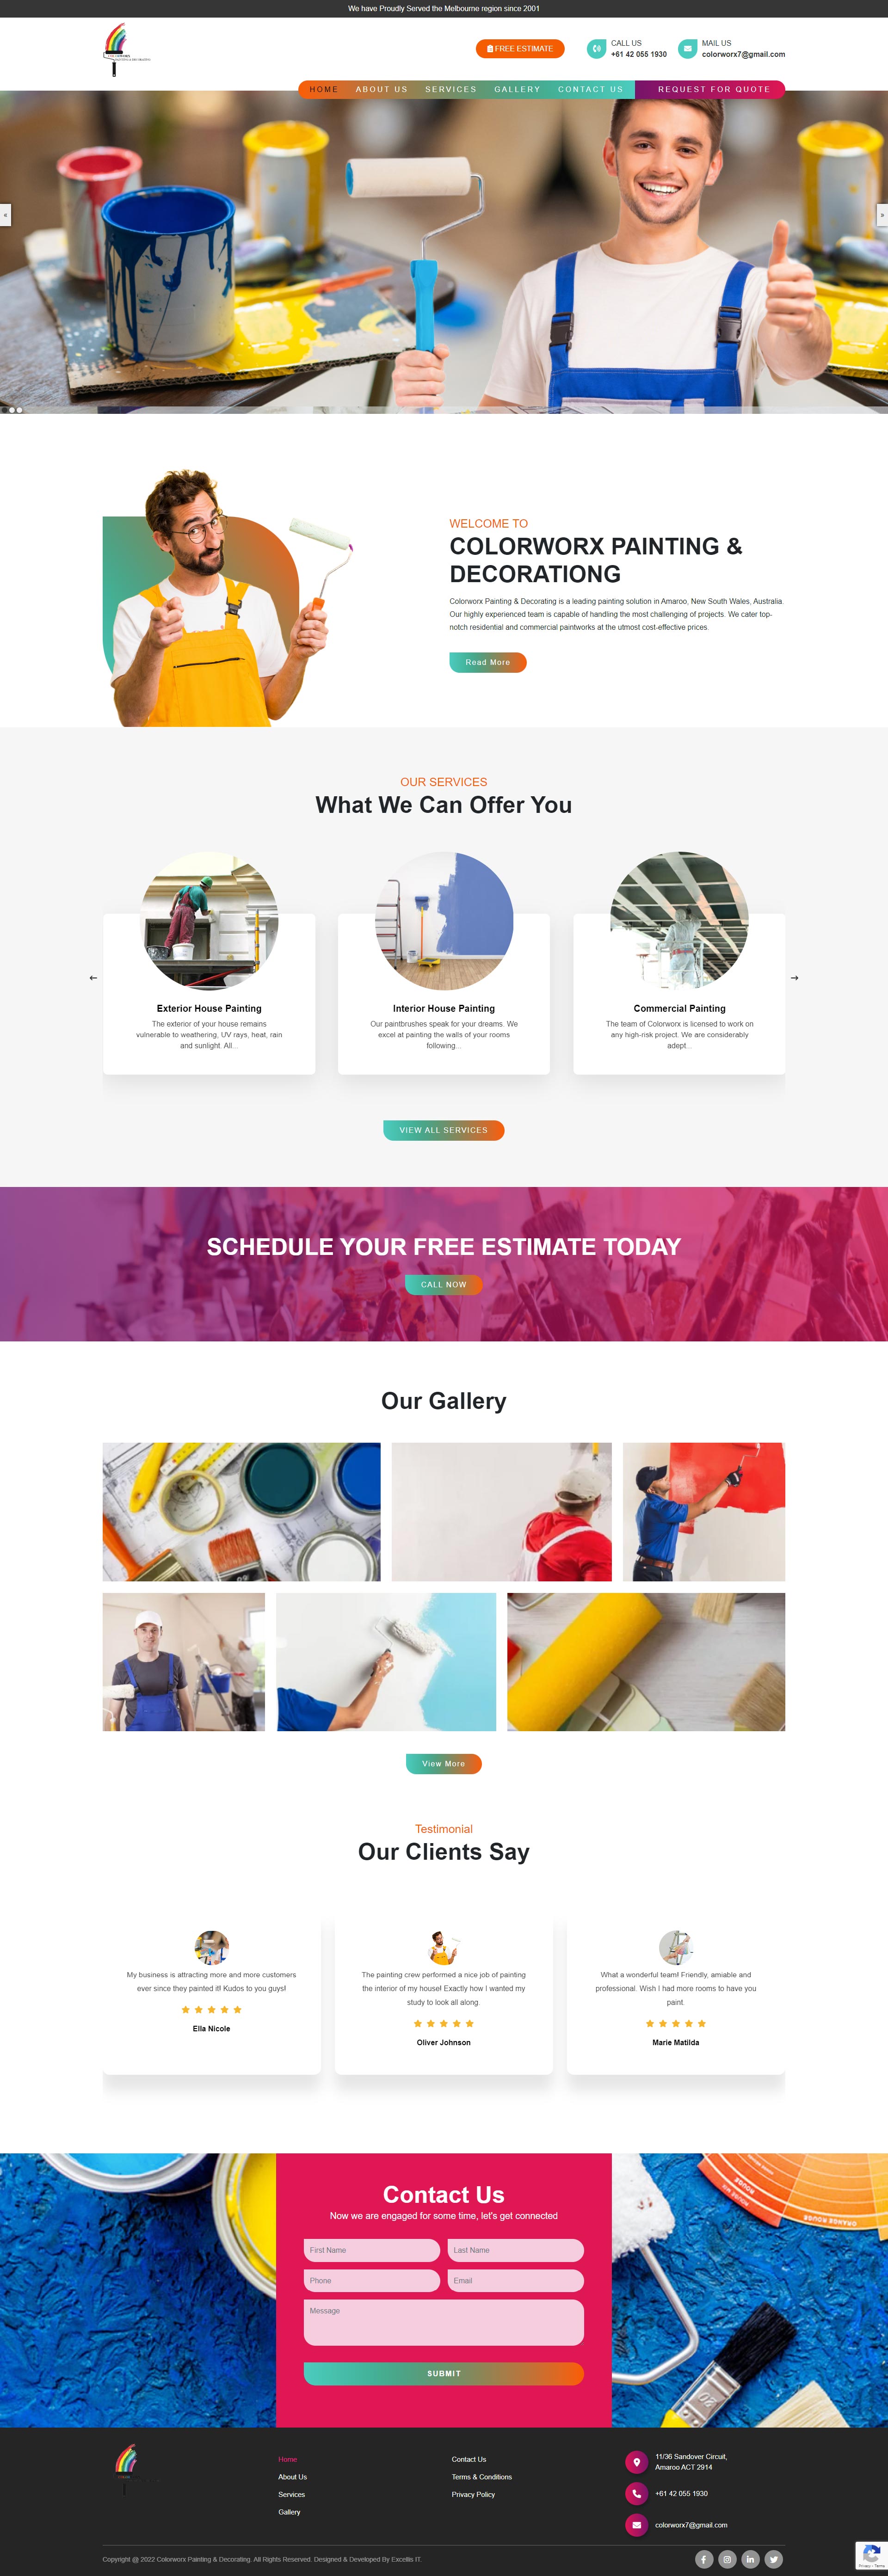 We have Proudly Served the Melbourne region since 2001
FREE ESTIMATE
CALL US
+61 42 055 1930
MAIL US
colorworx7@gmail.com
HOME ABOUT US SERVICES GALLERY CONTACT US REQUEST FOR QUOTE
«
»
WELCOME TO
COLORWORX PAINTING &
DECORATIONG
Colorworx Painting & Decorating is a leading painting solution in Amaroo, New South Wales, Australia.
Our highly experienced team is capable of handling the most challenging of projects. We cater top-
notch residential and commercial paintworks at the utmost cost-effective prices.
Read More
OUR SERVICES
What We Can Offer You
Exterior House Painting
The exterior of your house remains
vulnerable to weathering, UV rays, heat, rain
and sunlight. All...
Interior House Painting
Our paintbrushes speak for your dreams. We
excel at painting the walls of your rooms
following...
Commercial Painting
The team of Colorworx is licensed to work on
any high-risk project. We are considerably
adept...
VIEW ALL SERVICES
SCHEDULE YOUR FREE ESTIMATE TODAY
CALL NOW
Our Gallery
View More
Testimonial
Our Clients Say
My business is attracting more and more customers
ever since they painted it! Kudos to you guys!
Ella Nicole
The painting crew performed a nice job of painting
the interior of my house! Exactly how I wanted my
study to look all along.
Oliver Johnson
What a wonderful team! Friendly, amiable and
professional. Wish I had more rooms to have you
paint.
Marie Matilda
Contact Us
Now we are engaged for some time, let's get connected
First Name
Last Name
Phone
Email
Message
SUBMIT
ORANGE ROUGE
ROUGE
Home
About Us
Services
Gallery
Contact Us
Terms & Conditions
Privacy Policy
11/36 Sandover Circuit,
Amaroo ACT 2914
+61 42 055 1930
colorworx7@gmail.com
Copyright @ 2022 Colorworx Painting & Decorating. All Rights Reserved. Designed & Developed By Excellis IT.
Privacy - Terms